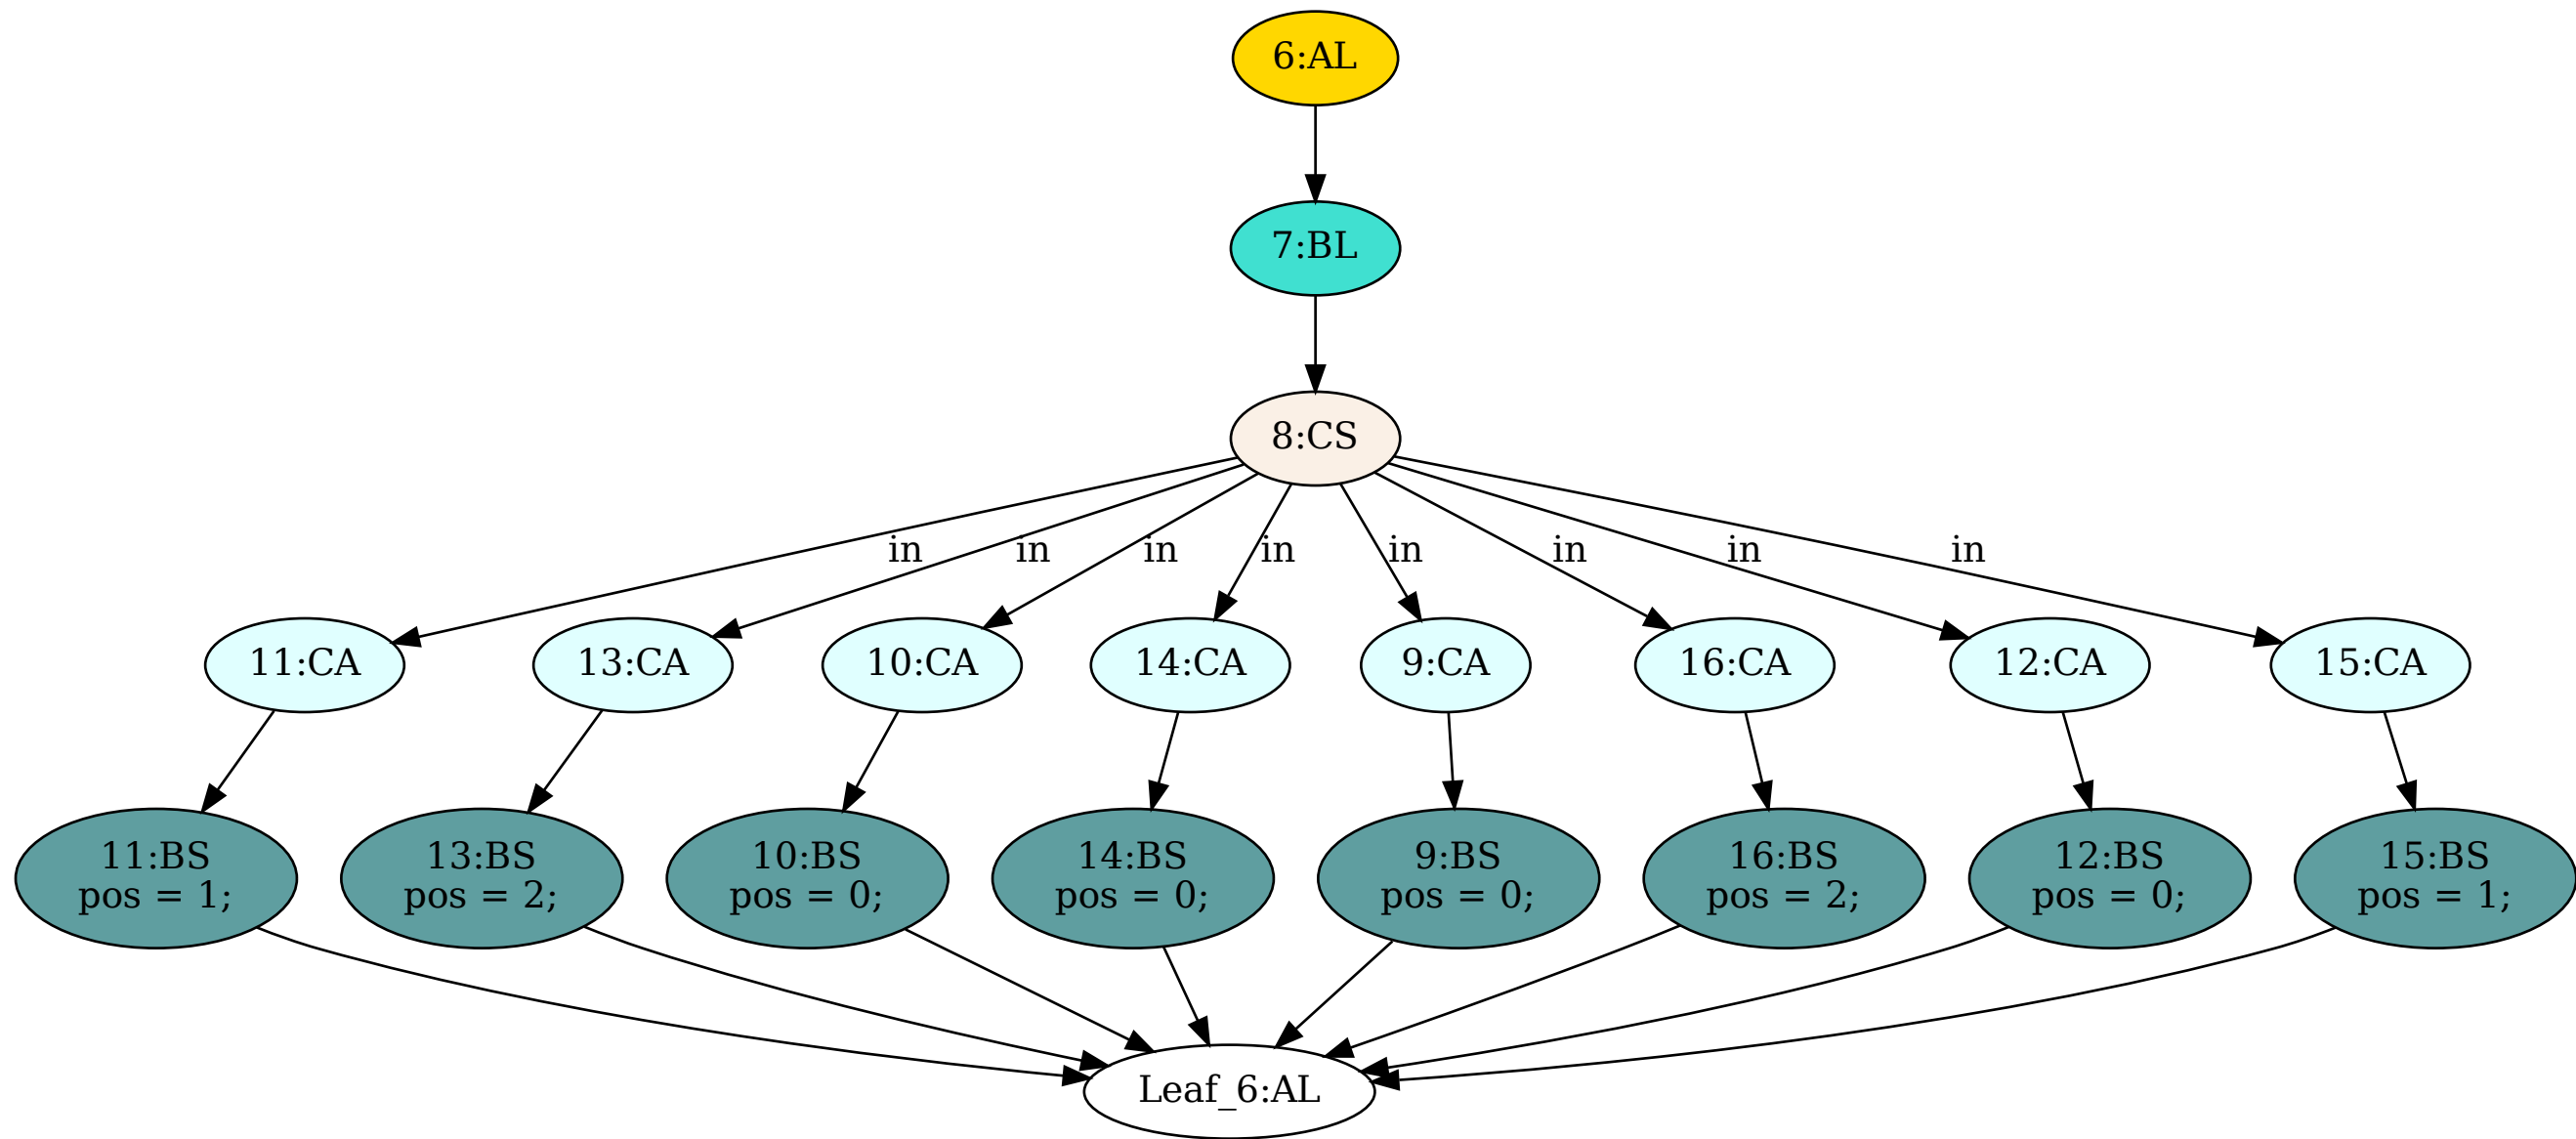 6:AL
7:BL
8:CS
in in in in in in in in
11:CA 13:CA 10:CA 14:CA 9:CA 16:CA 12:CA 15:CA
11:BS 13:BS 10:BS 14:BS 9:BS 16:BS 12:BS 15:BS
pos = 1; pos = 2; pos = 0; pos = 0; pos = 0; pos = 2; pos = 0; pos = 1;
Leaf_6:AL